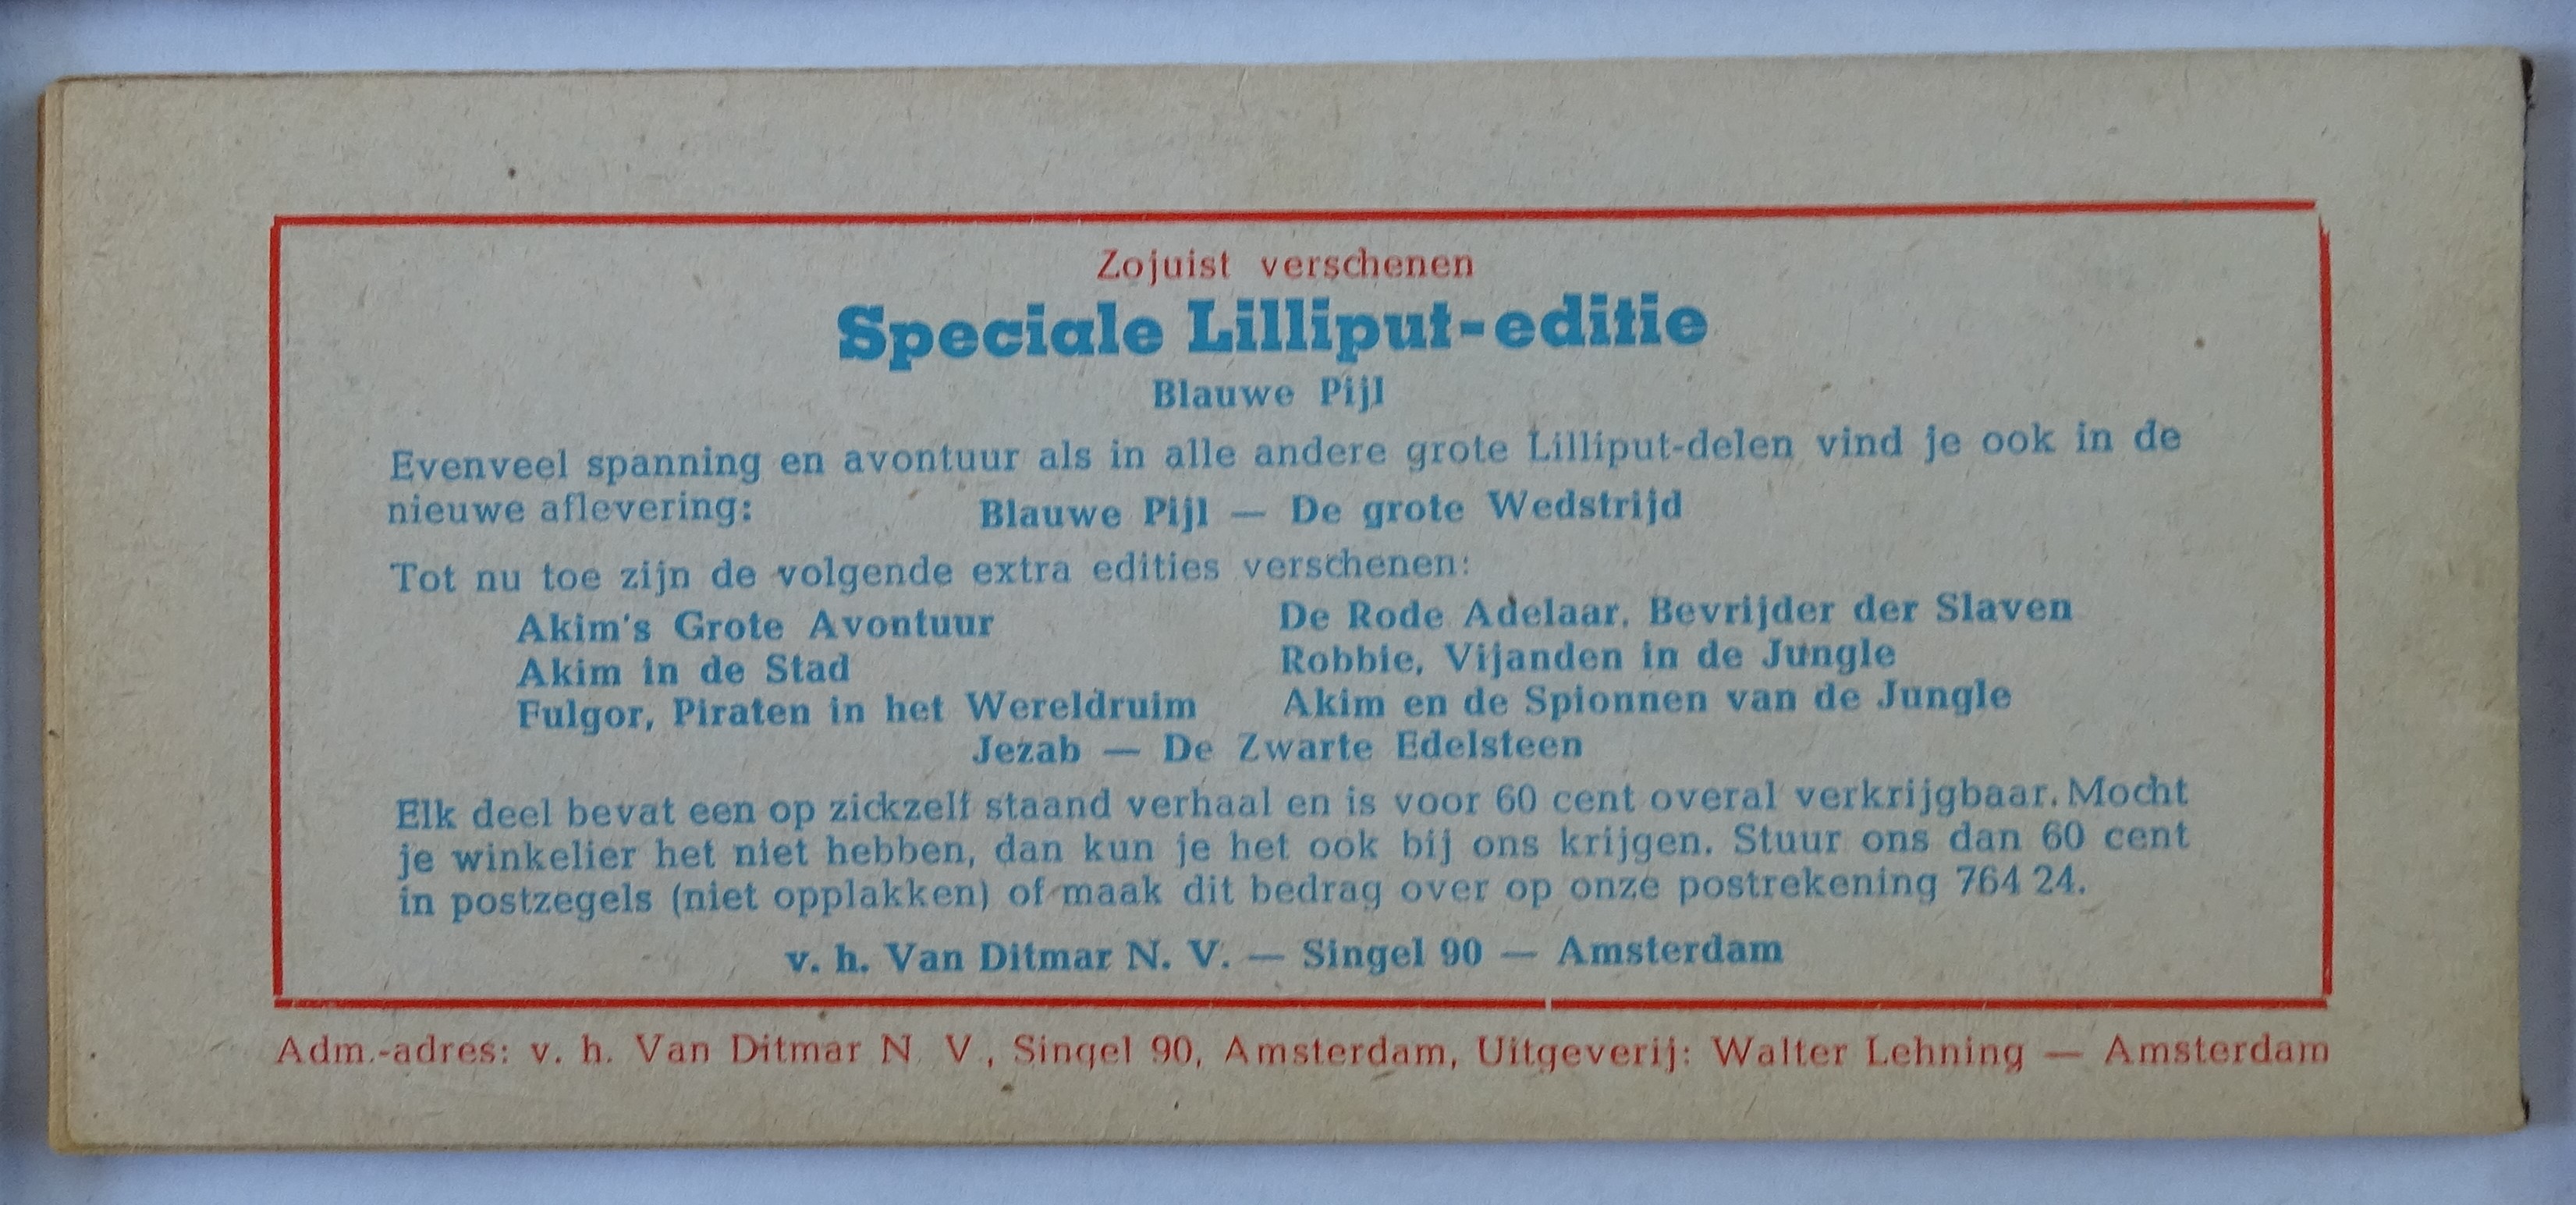 Zojuist verschenen
Speciale Lilliput-editie
Blauwe Pijl
Evenveel spanning en avontuur als in alle andere grote Lilliput-delen vind je ook in de
nieuwe aflevering: Blauwe Pijl — De grote Wedstrijd
Tot nu toe zijn de volgende extra edities verschenen:
Akim's Grote Avontuur
Akim in de Stad
Fulgor, Piraten in het Wereldruim
De Rode Adelaar, Bevrijder der Slaven
Robbie, Vijanden in de Jungle
Akim en de Spionnen van de Jungle
Jezab — De Zwarte Edelsteen
Elk deel bevat een op zickzelf staand verhaal en is voor 60 cent overal verkrijgbaar. Mocht
je winkelier het niet hebben, dan kun je het ook bij ons krijgen. Stuur ons dan 60 cent
in postzegels (niet opplakken) of maak dit bedrag over op onze postrekening 764 24.
v. h. Van Ditmar N. V. — Singel 90 — Amsterdam
Adm.-adres: v. h. Van Ditmar N V, Singel 90, Amsterdam, Uitgeverij: Walter Lehning — Amsterdam